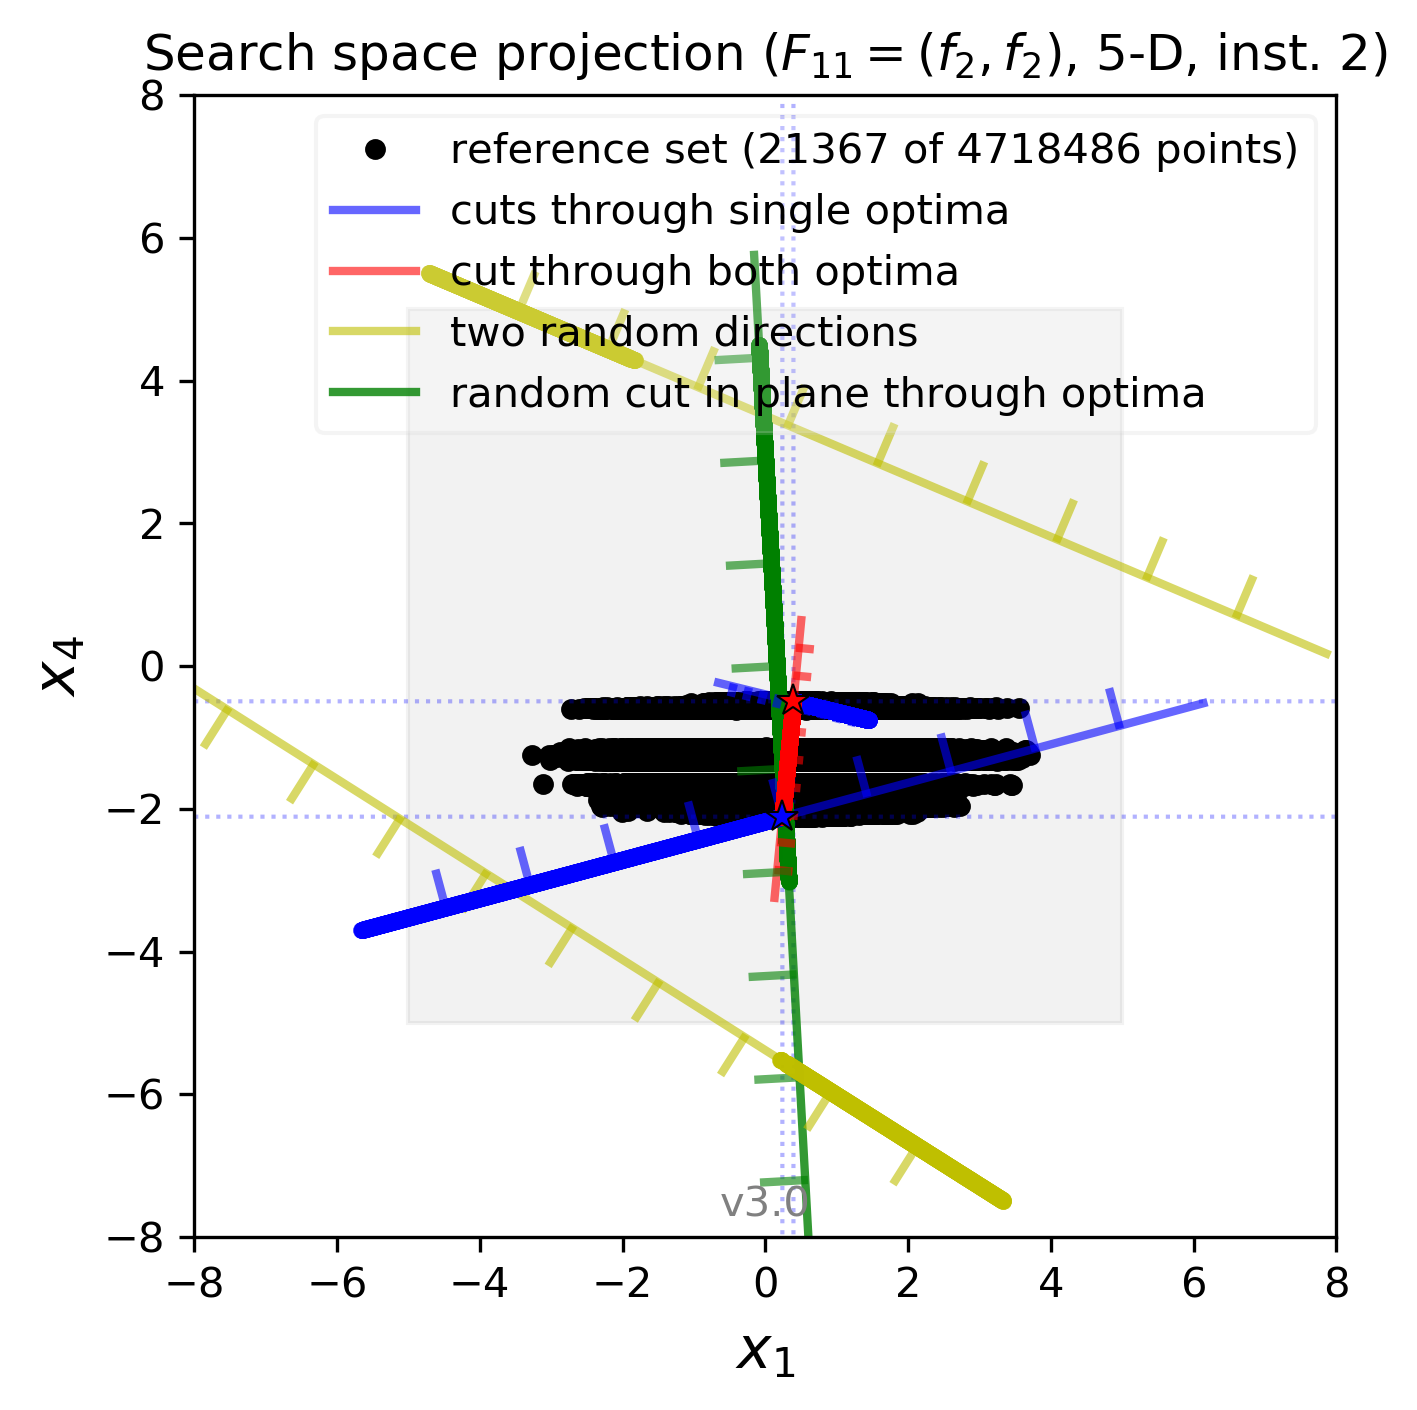 Search space projection (F₁₁ = (f₂, f₂), 5-D, inst. 2)
8
reference set (21367 of 4718486 points)
cuts through single optima
6
cut through both optima
two random directions
4
random cut in plane through optima
2
0
x₄
−2
−4
−6
v3.0
−8
−8 −6 −4 −2 0 2 4 6 8
x₁